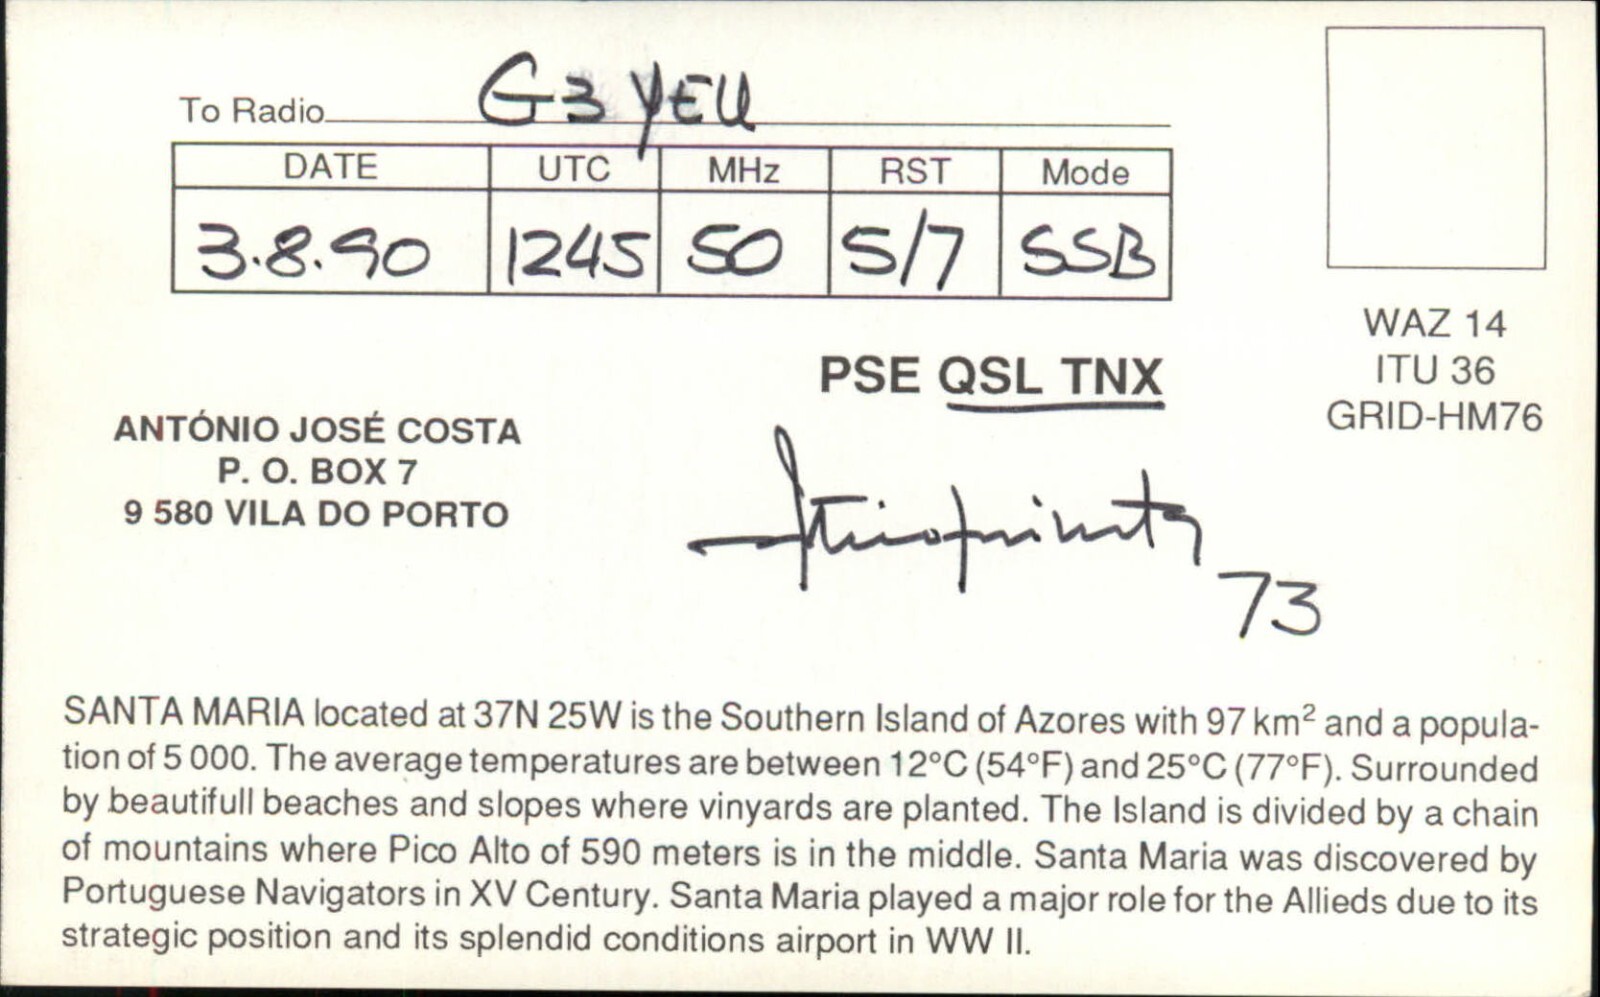 To Radio G3YEU
DATE UTC MHz RST Mode
3.8.90 1245 50 5/7 SSB
WAZ 14
ITU 36
GRID-HM76
PSE QSL TNX
ANTÓNIO JOSÉ COSTA
P. O. BOX 7
9 580 VILA DO PORTO
73
SANTA MARIA located at 37N 25W is the Southern Island of Azores with 97 km² and a popula-
tion of 5 000. The average temperatures are between 12°C (54°F) and 25°C (77°F). Surrounded
by beautifull beaches and slopes where vinyards are planted. The Island is divided by a chain
of mountains where Pico Alto of 590 meters is in the middle. Santa Maria was discovered by
Portuguese Navigators in XV Century. Santa Maria played a major role for the Allieds due to its
strategic position and its splendid conditions airport in WW II.